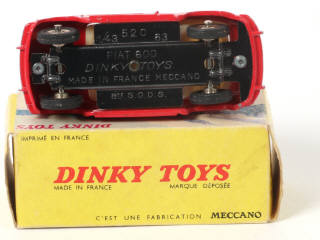 1/43 520 63
FIAT 600
DINKY TOYS
MADE IN FRANCE MECCANO
Bté S.G.D.G.
IMPRIMÉ EN FRANCE
DINKY TOYS
MADE IN FRANCE MARQUE DÉPOSÉE
C'EST UNE FABRICATION MECCANO